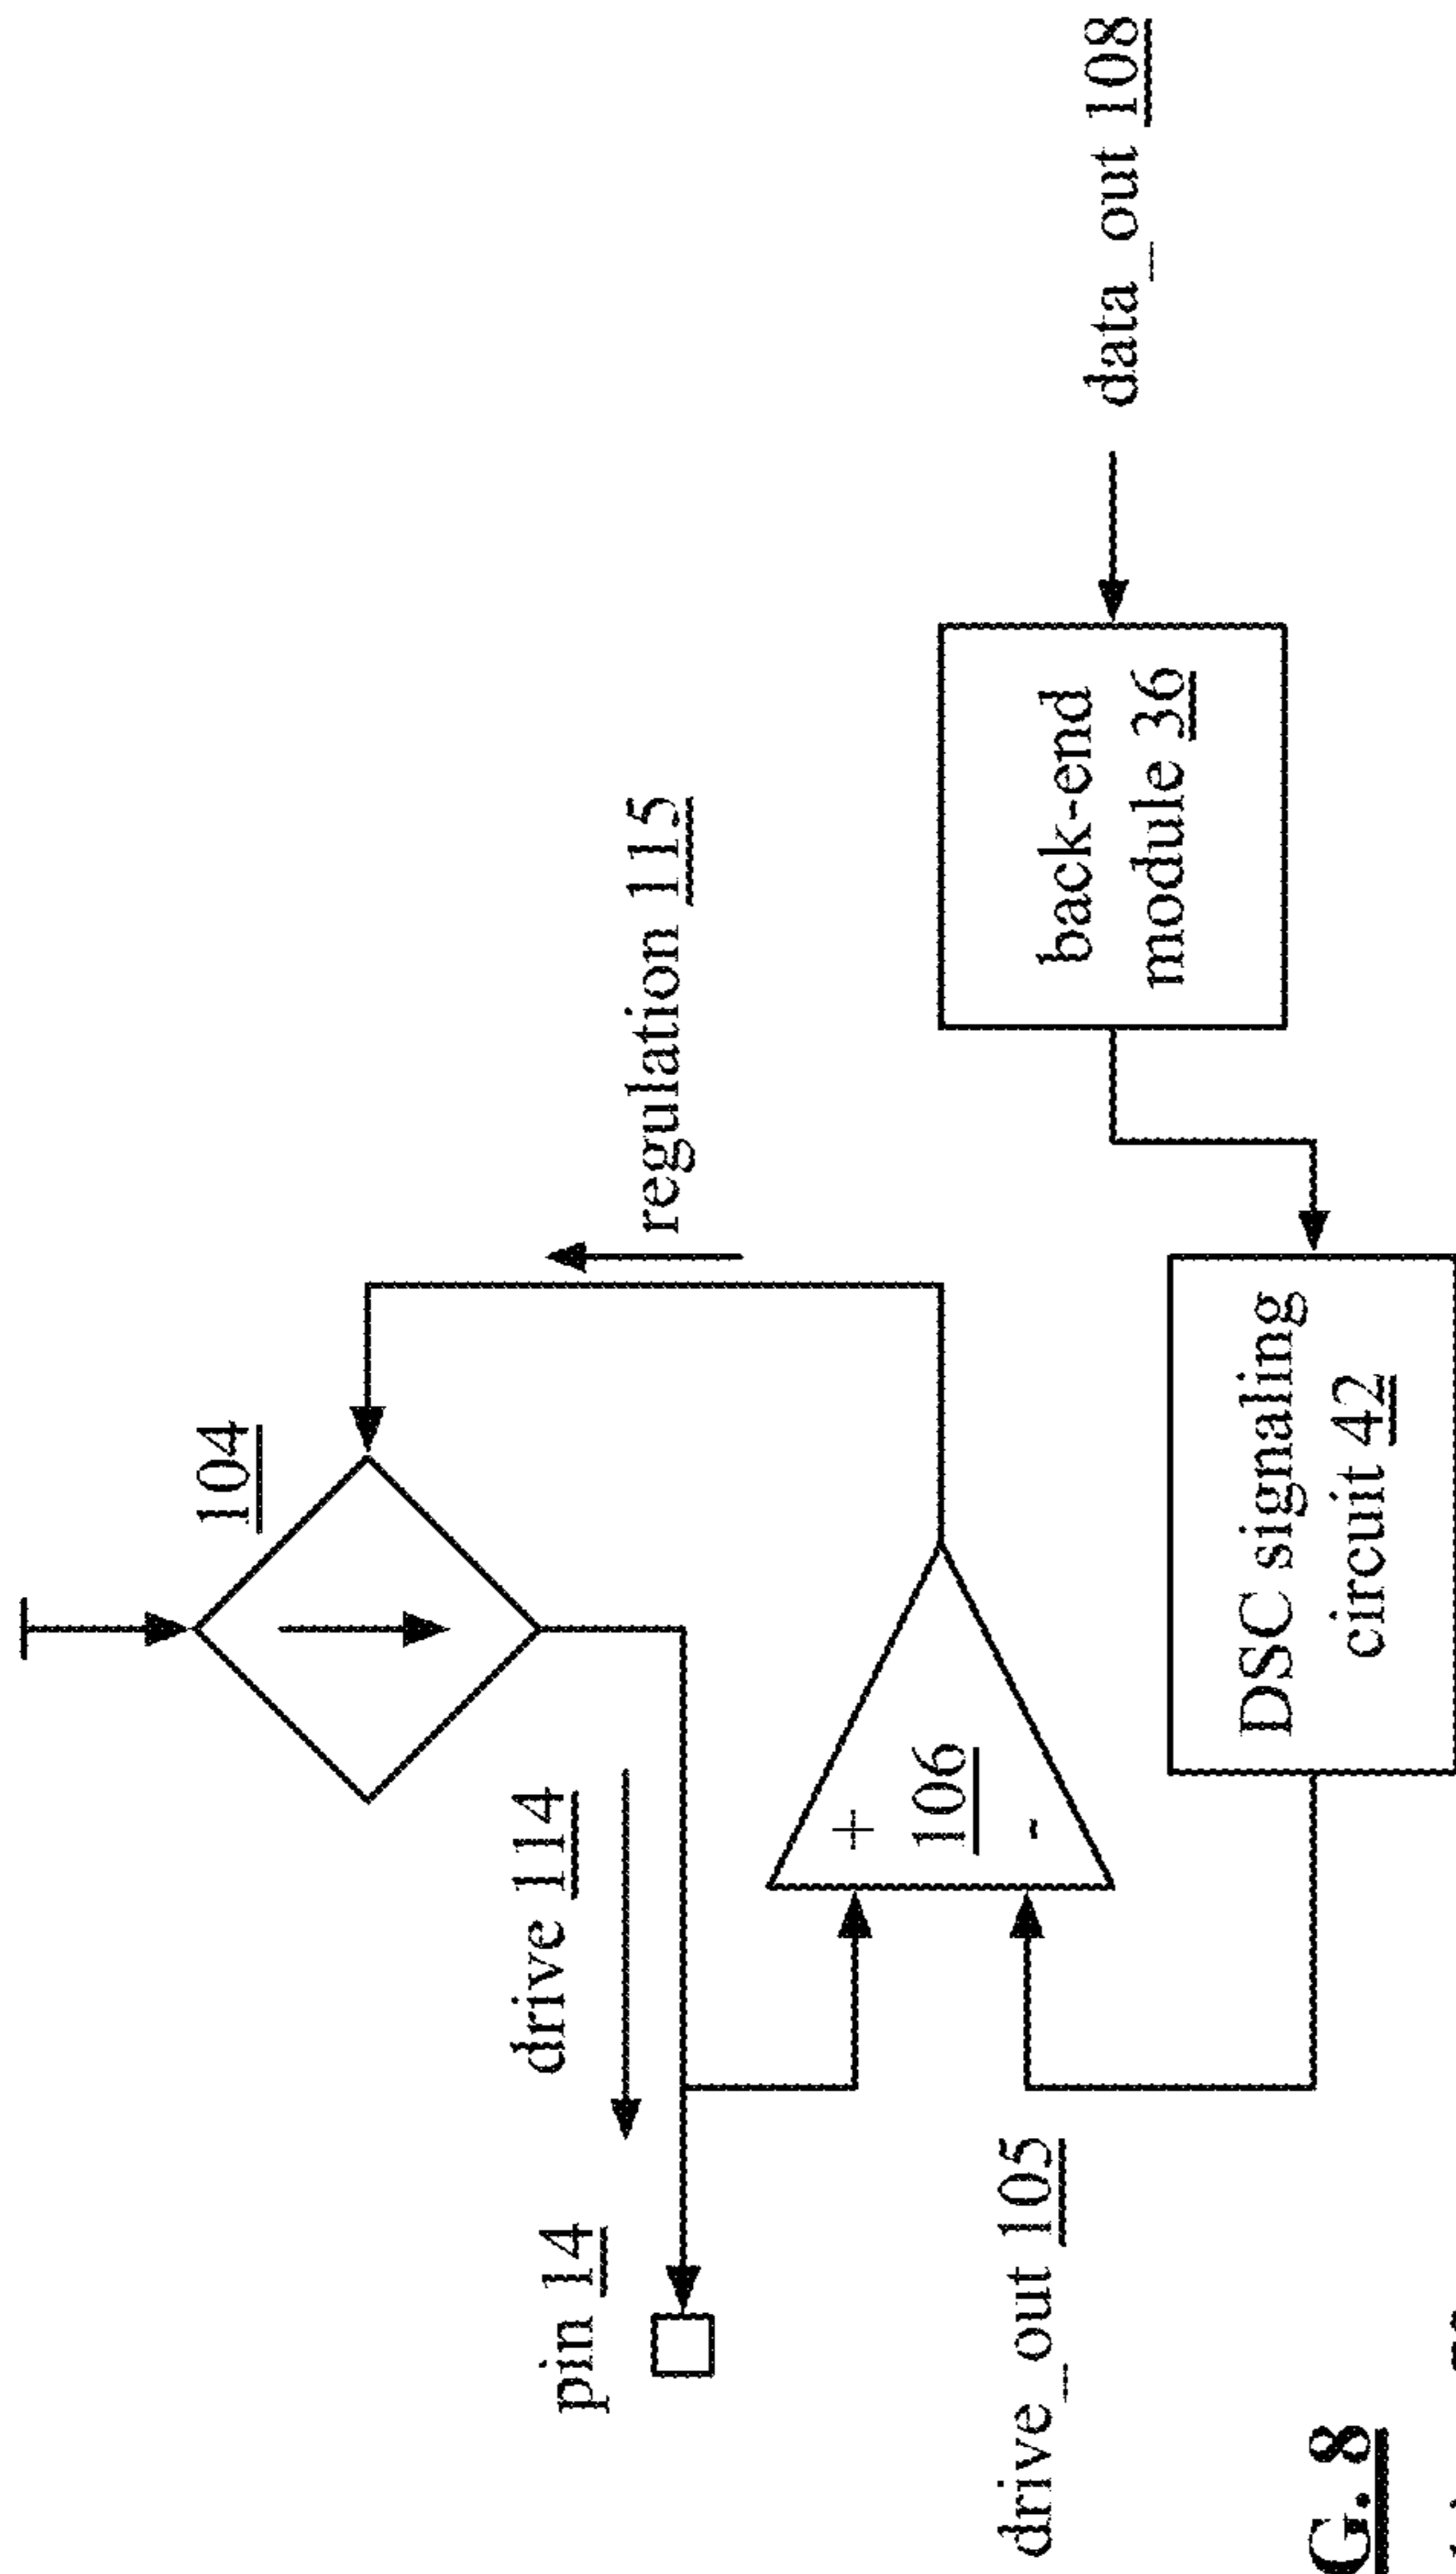 104
drive 114
pin 14
regulation 115
+
106
-
drive_out 105
data_out 108
back-end
module 36
DSC signaling
circuit 42
G. 8